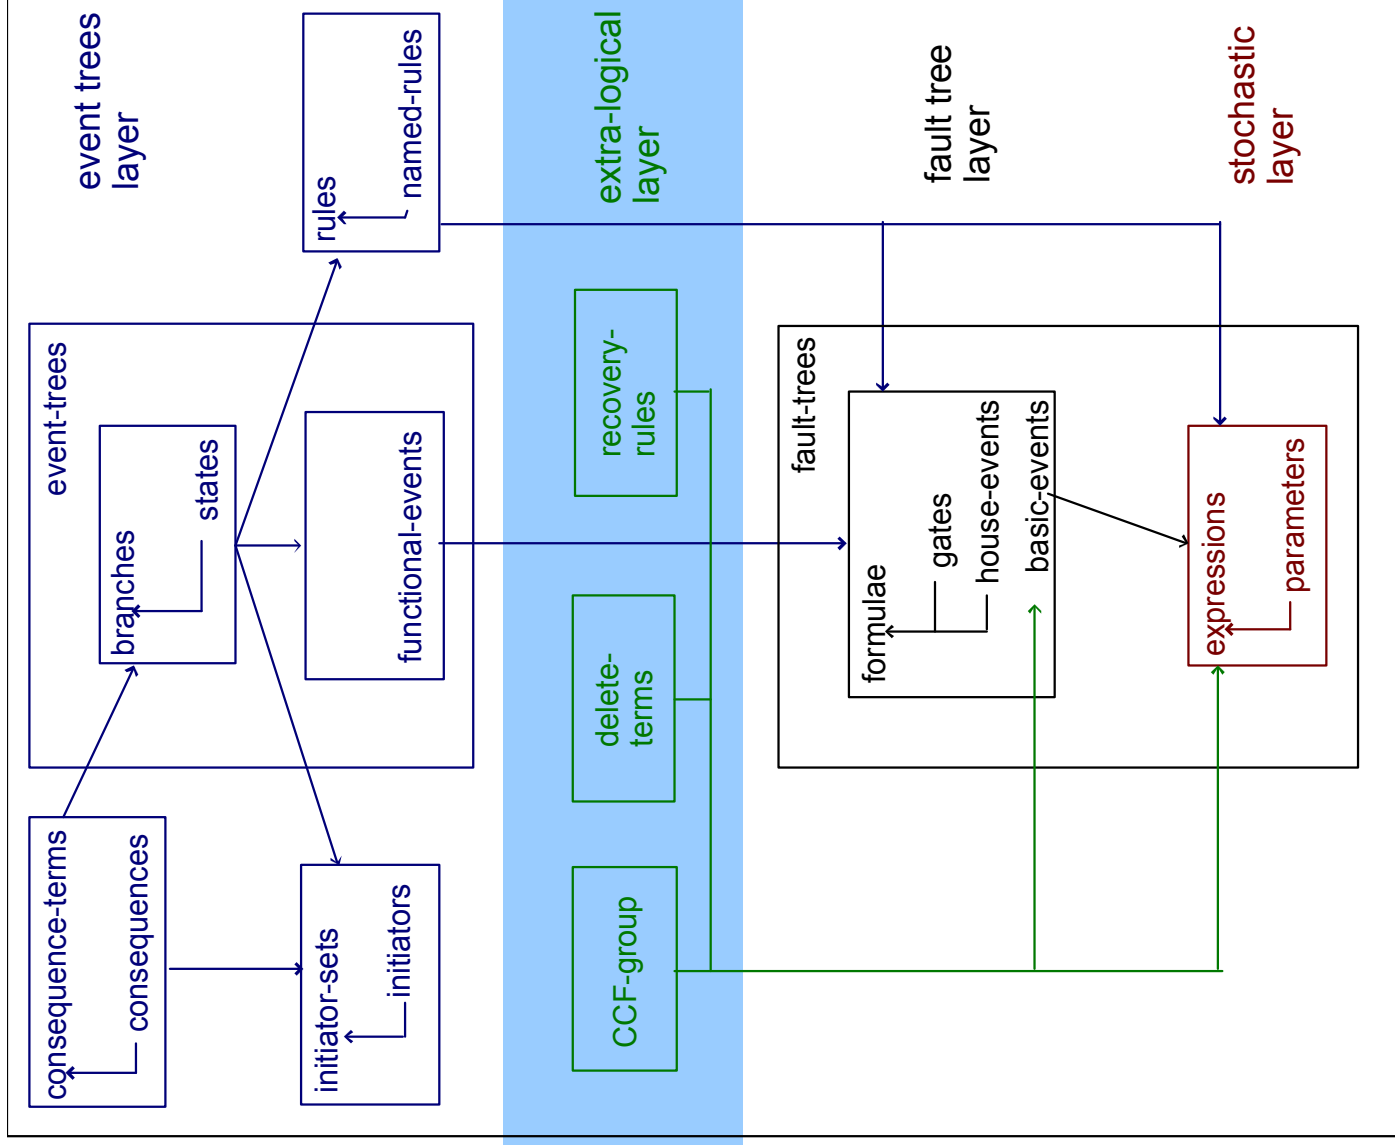 consequence-terms
consequences
event-trees
branches
states
event trees
layer
initiator-sets
initiators
functional-events
rules
named-rules
CCF-group
delete-
terms
recovery-
rules
extra-logical
layer
fault-trees
formulae
gates
house-events
basic-events
fault tree
layer
expressions
parameters
stochastic
layer